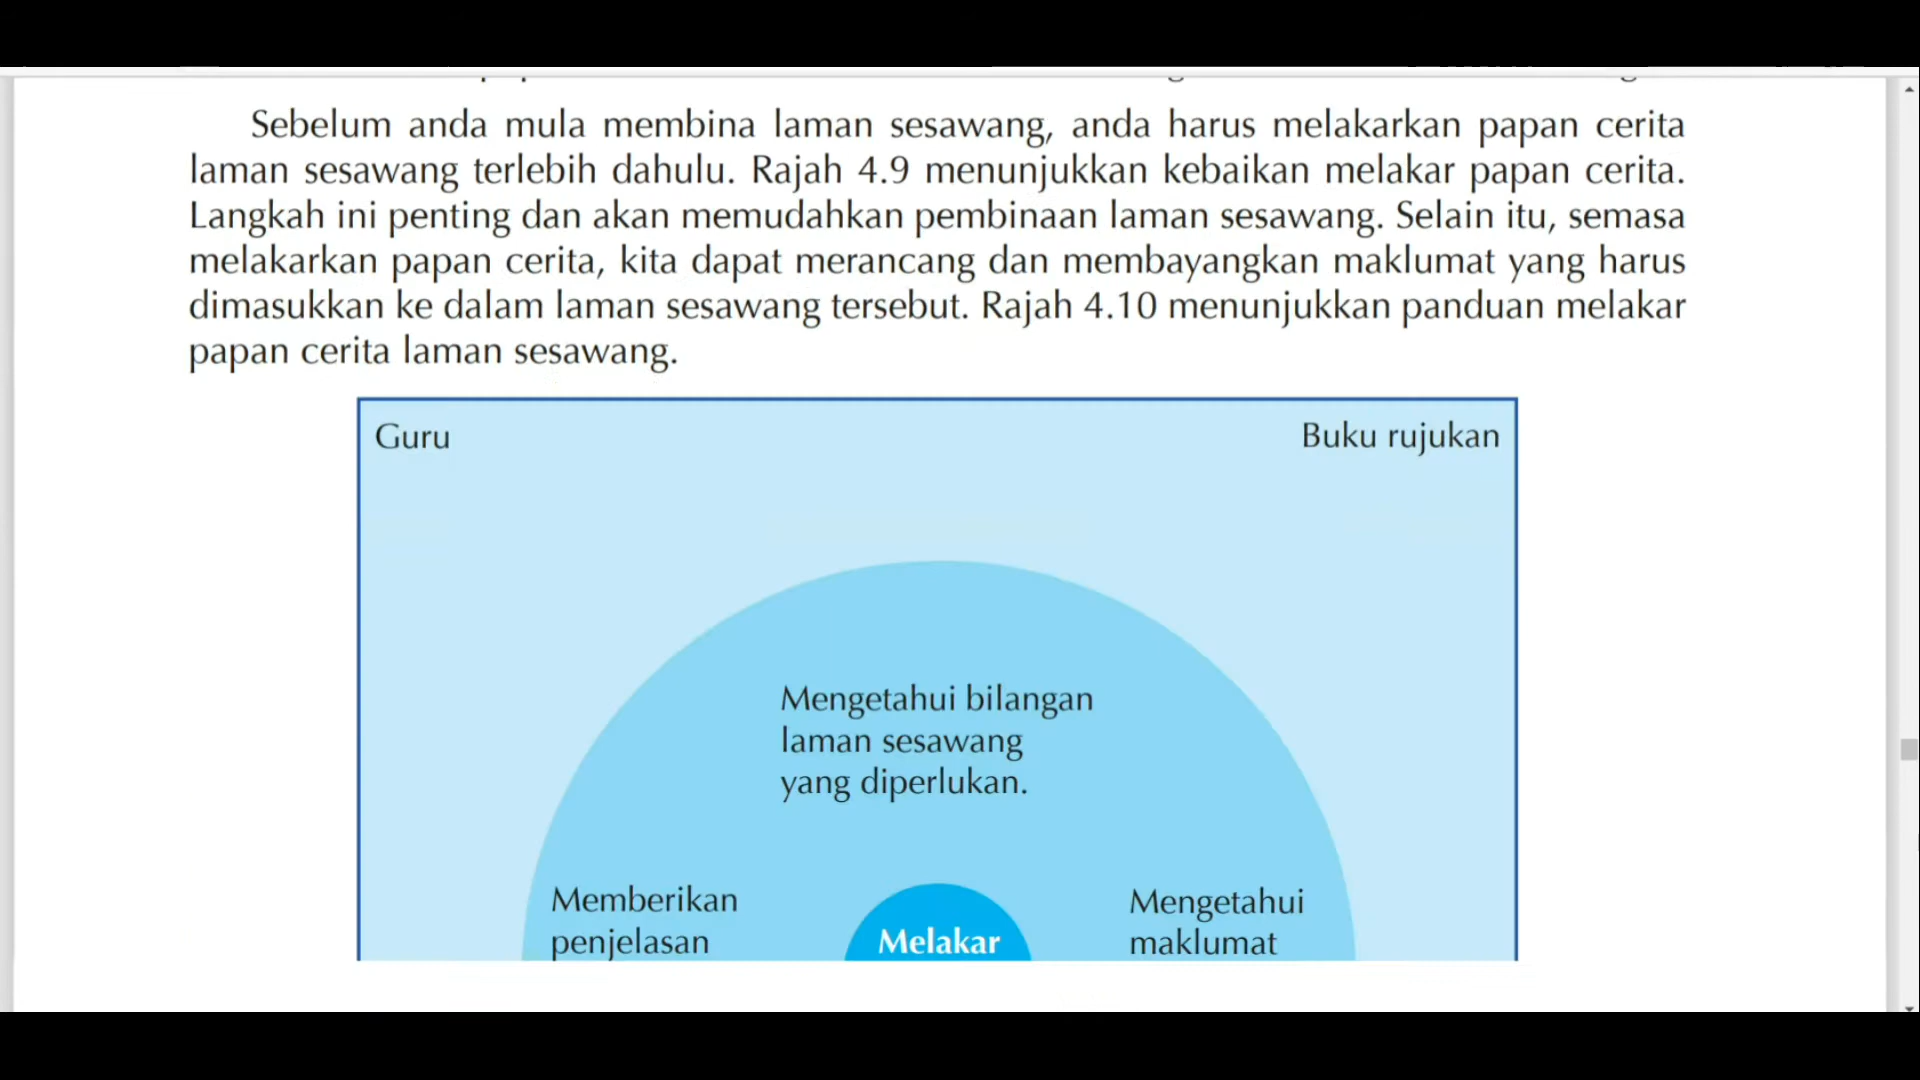 Sebelum anda mula membina laman sesawang, anda harus melakarkan papan cerita
laman sesawang terlebih dahulu. Rajah 4.9 menunjukkan kebaikan melakar papan cerita.
Langkah ini penting dan akan memudahkan pembinaan laman sesawang. Selain itu, semasa
melakarkan papan cerita, kita dapat merancang dan membayangkan maklumat yang harus
dimasukkan ke dalam laman sesawang tersebut. Rajah 4.10 menunjukkan panduan melakar
papan cerita laman sesawang.
Guru
Buku rujukan
Mengetahui bilangan
laman sesawang
yang diperlukan.
Memberikan
penjelasan
Melakar
Mengetahui
maklumat